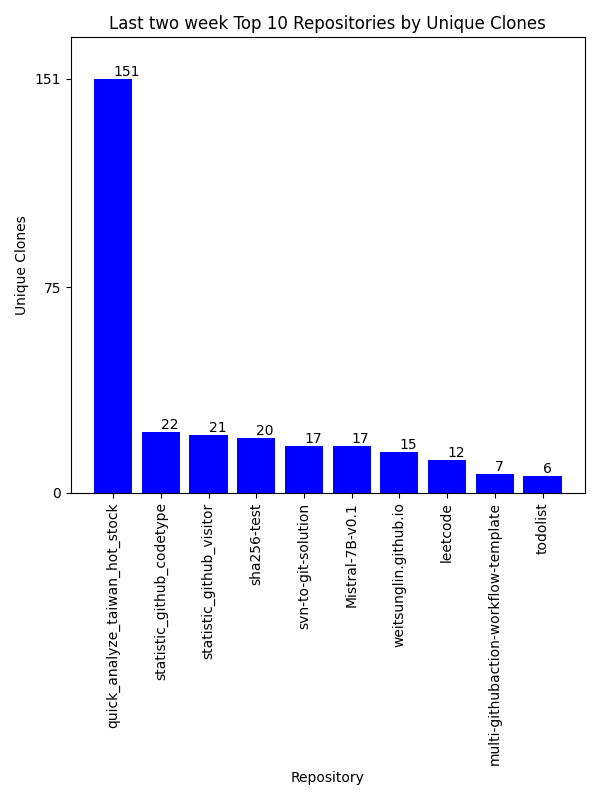 Last two week Top 10 Repositories by Unique Clones
Unique Clones
151
75
0
151
22
21
20
17
17
15
12
7
6
quick_analyze_taiwan_hot_stock
statistic_github_codetype
statistic_github_visitor
sha256-test
svn-to-git-solution
Mistral-7B-v0.1
weitsunglin.github.io
leetcode
multi-githubaction-workflow-template
todolist
Repository